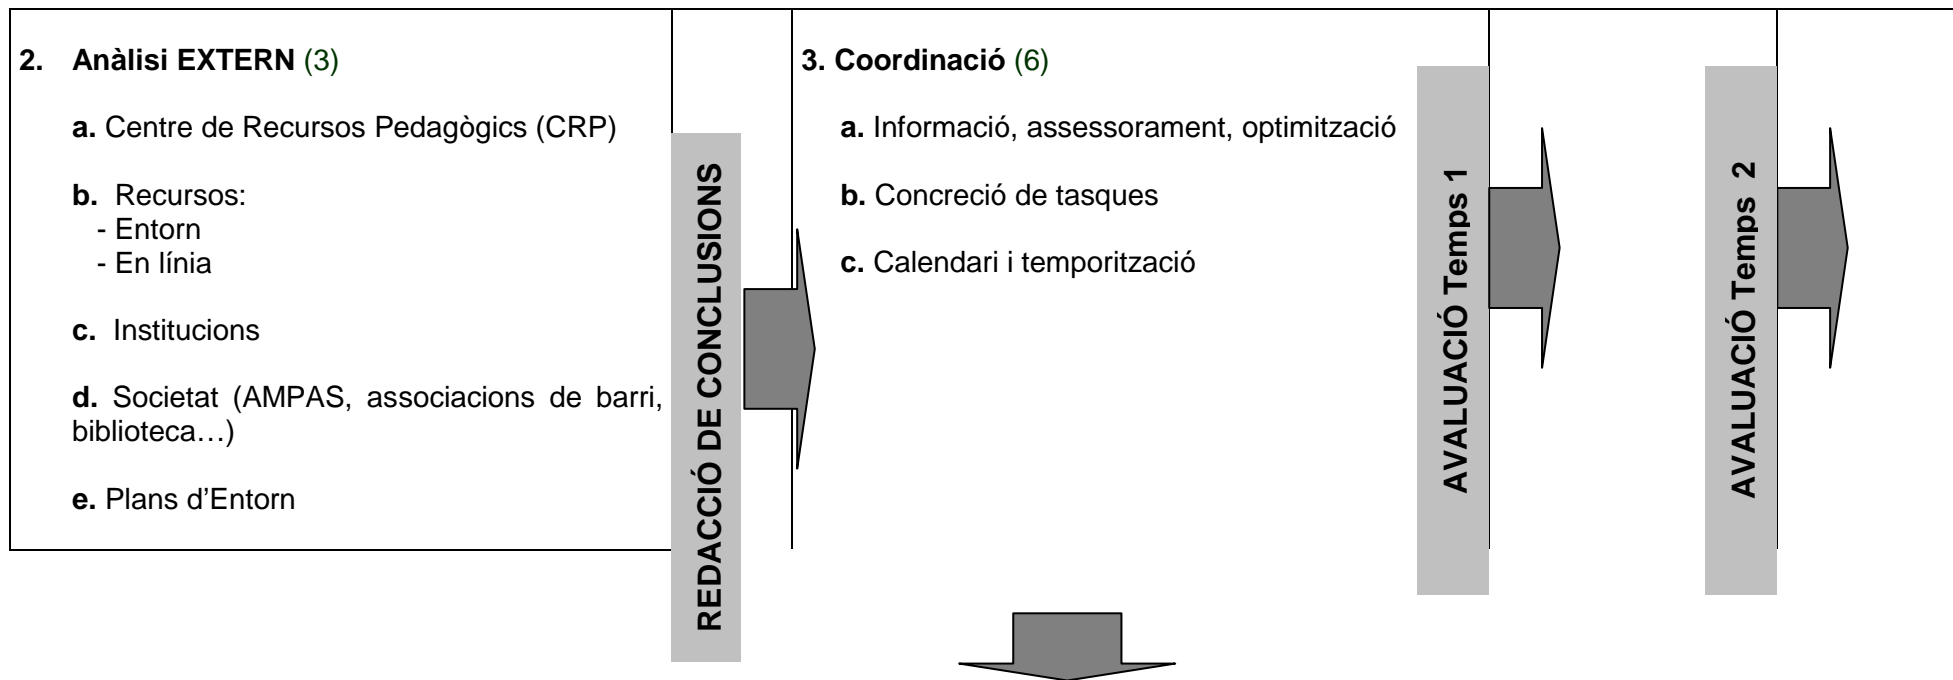 2. Anàlisi EXTERN (3)
a. Centre de Recursos Pedagògics (CRP)
b. Recursos:
- Entorn
- En línia
c. Institucions
d. Societat (AMPAS, associacions de barri,
biblioteca…)
e. Plans d’Entorn
REDACCIÓ DE CONCLUSIONS
3. Coordinació (6)
a. Informació, assessorament, optimització
b. Concreció de tasques
c. Calendari i temporització
AVALUACIÓ Temps 1
AVALUACIÓ Temps 2